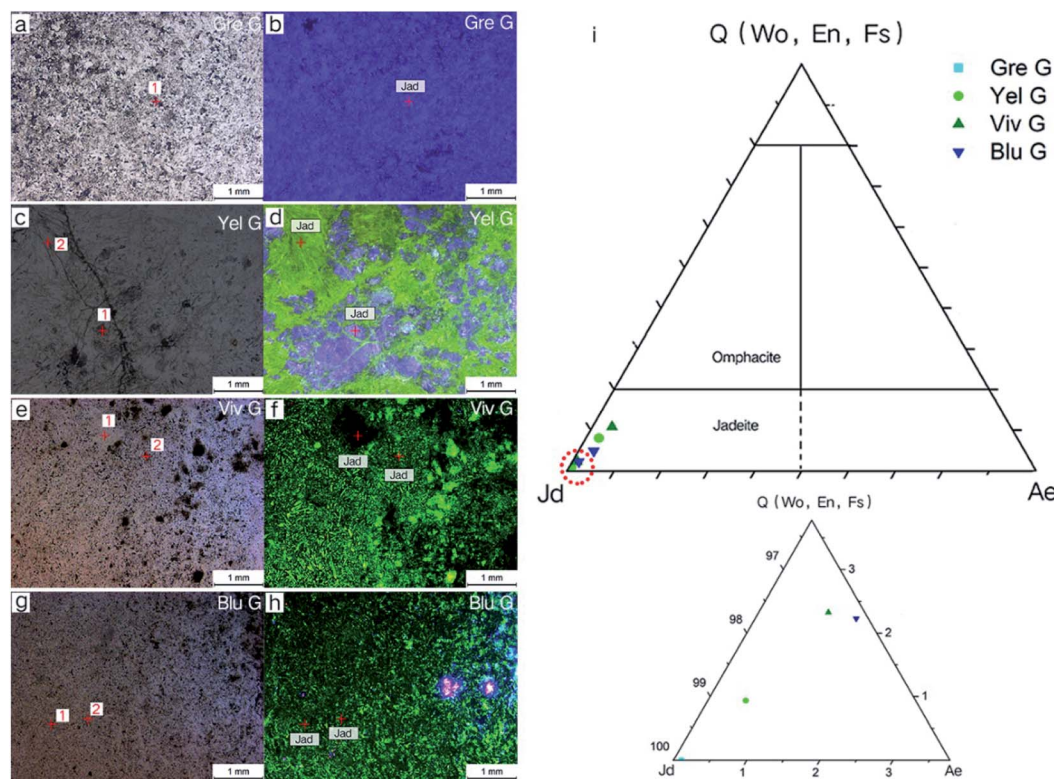 a
Gre G
1
1 mm
b
Gre G
Jad
1 mm
c
Yel G
2
1
1 mm
d
Yel G
Jad
Jad
1 mm
e
Viv G
1
2
1 mm
f
Viv G
Jad
Jad
1 mm
g
Blu G
1
2
1 mm
h
Blu G
Jad
Jad
1 mm
i
Q (Wo, En, Fs)
Gre G
Yel G
Viv G
Blu G
Omphacite
Jadeite
Jd
Ae
Q (Wo, En, Fs)
97
3
98
2
99
1
100
Jd
1
2
3
Ae